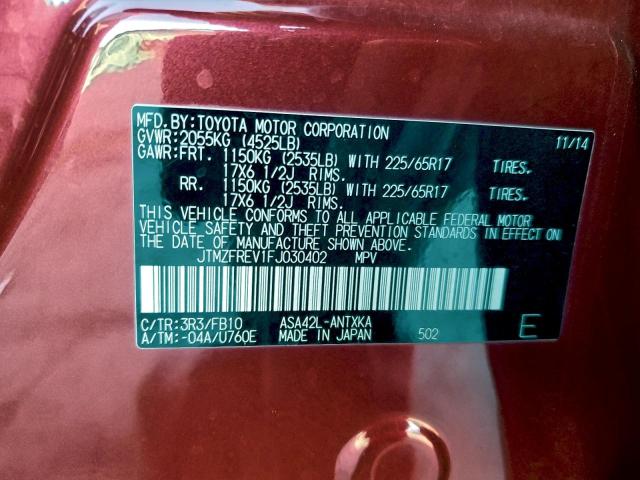 MFD.BY:TOYOTA MOTOR CORPORATION 11/14
GVWR:2055KG (4525LB)
GAWR:FRT. 1150KG (2535LB) WITH 225/65R17 TIRES.
17X6 1/2J RIMS.
RR. 1150KG (2535LB) WITH 225/65R17 TIRES.
17X6 1/2J RIMS.
THIS VEHICLE CONFORMS TO ALL APPLICABLE FEDERAL MOTOR
VEHICLE SAFETY AND THEFT PREVENTION STANDARDS IN EFFECT ON
THE DATE OF MANUFACTURE SHOWN ABOVE.
JTMZFREV1FJ030402 MPV
C/TR:3R3/FB10 ASA42L-ANTXKA
A/TM:-04A/U760E MADE IN JAPAN 502 E